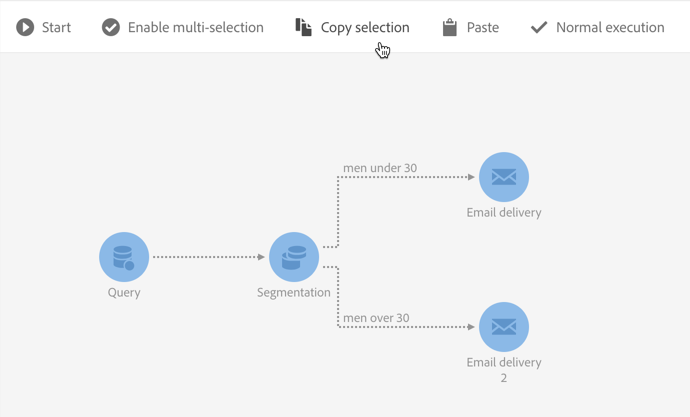 Start
Enable multi-selection
Copy selection
Paste
Normal execution
men under 30
Email delivery
Query
Segmentation
men over 30
Email delivery
2